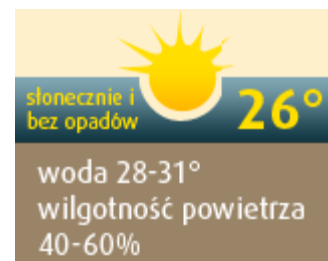 słonecznie i
bez opadów
26°
woda 28-31°
wilgotność powietrza
40-60%